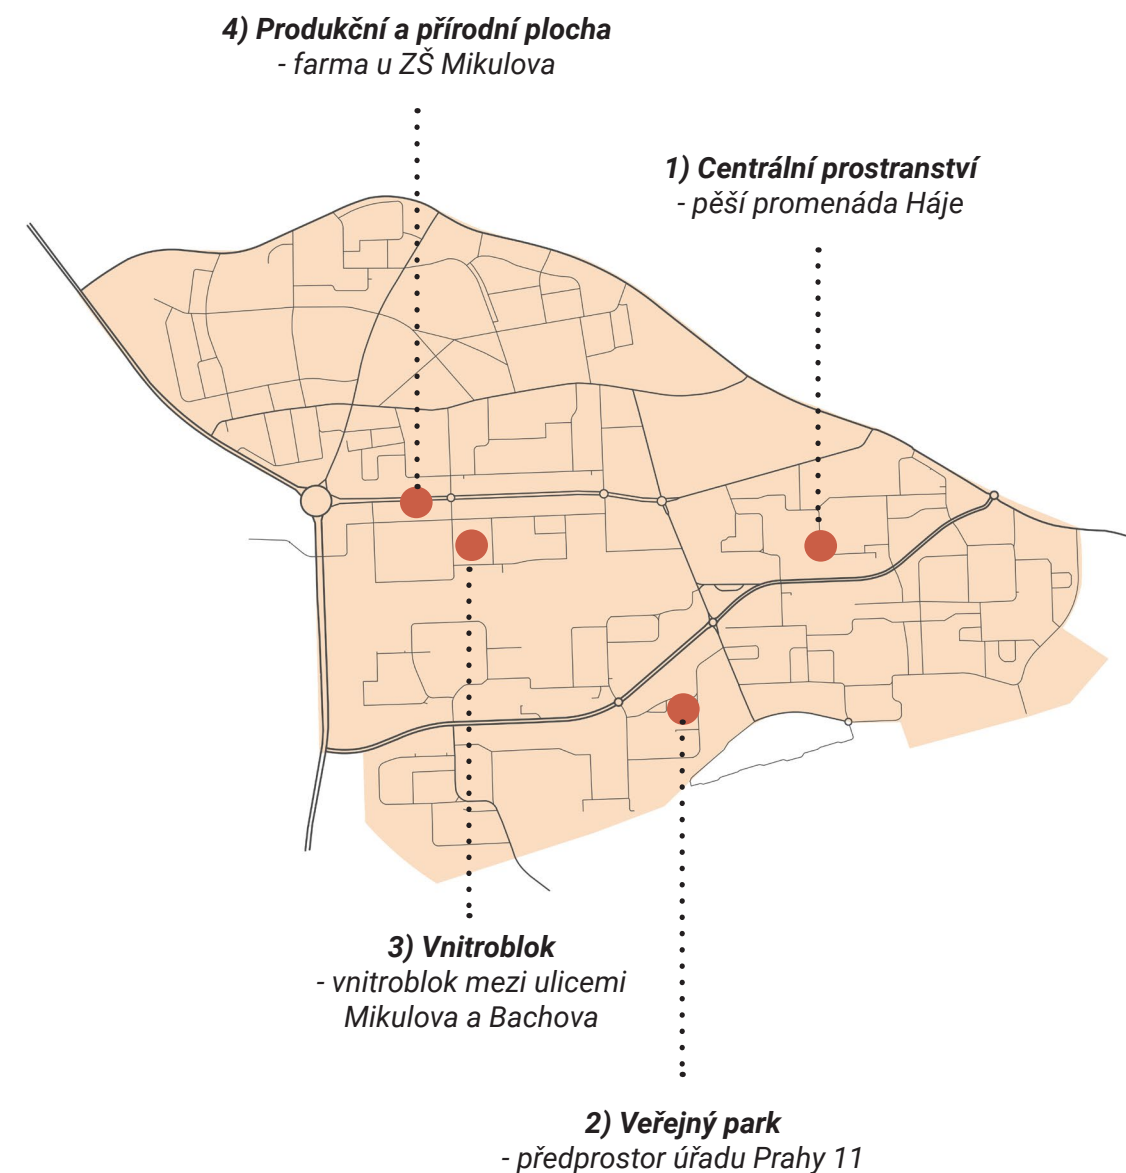 4) Produkční a přírodní plocha
- farma u ZŠ Mikulova
1) Centrální prostranství
- pěší promenáda Háje
3) Vnitroblok
- vnitroblok mezi ulicemi
Mikulova a Bachova
2) Veřejný park
- předprostor úřadu Prahy 11